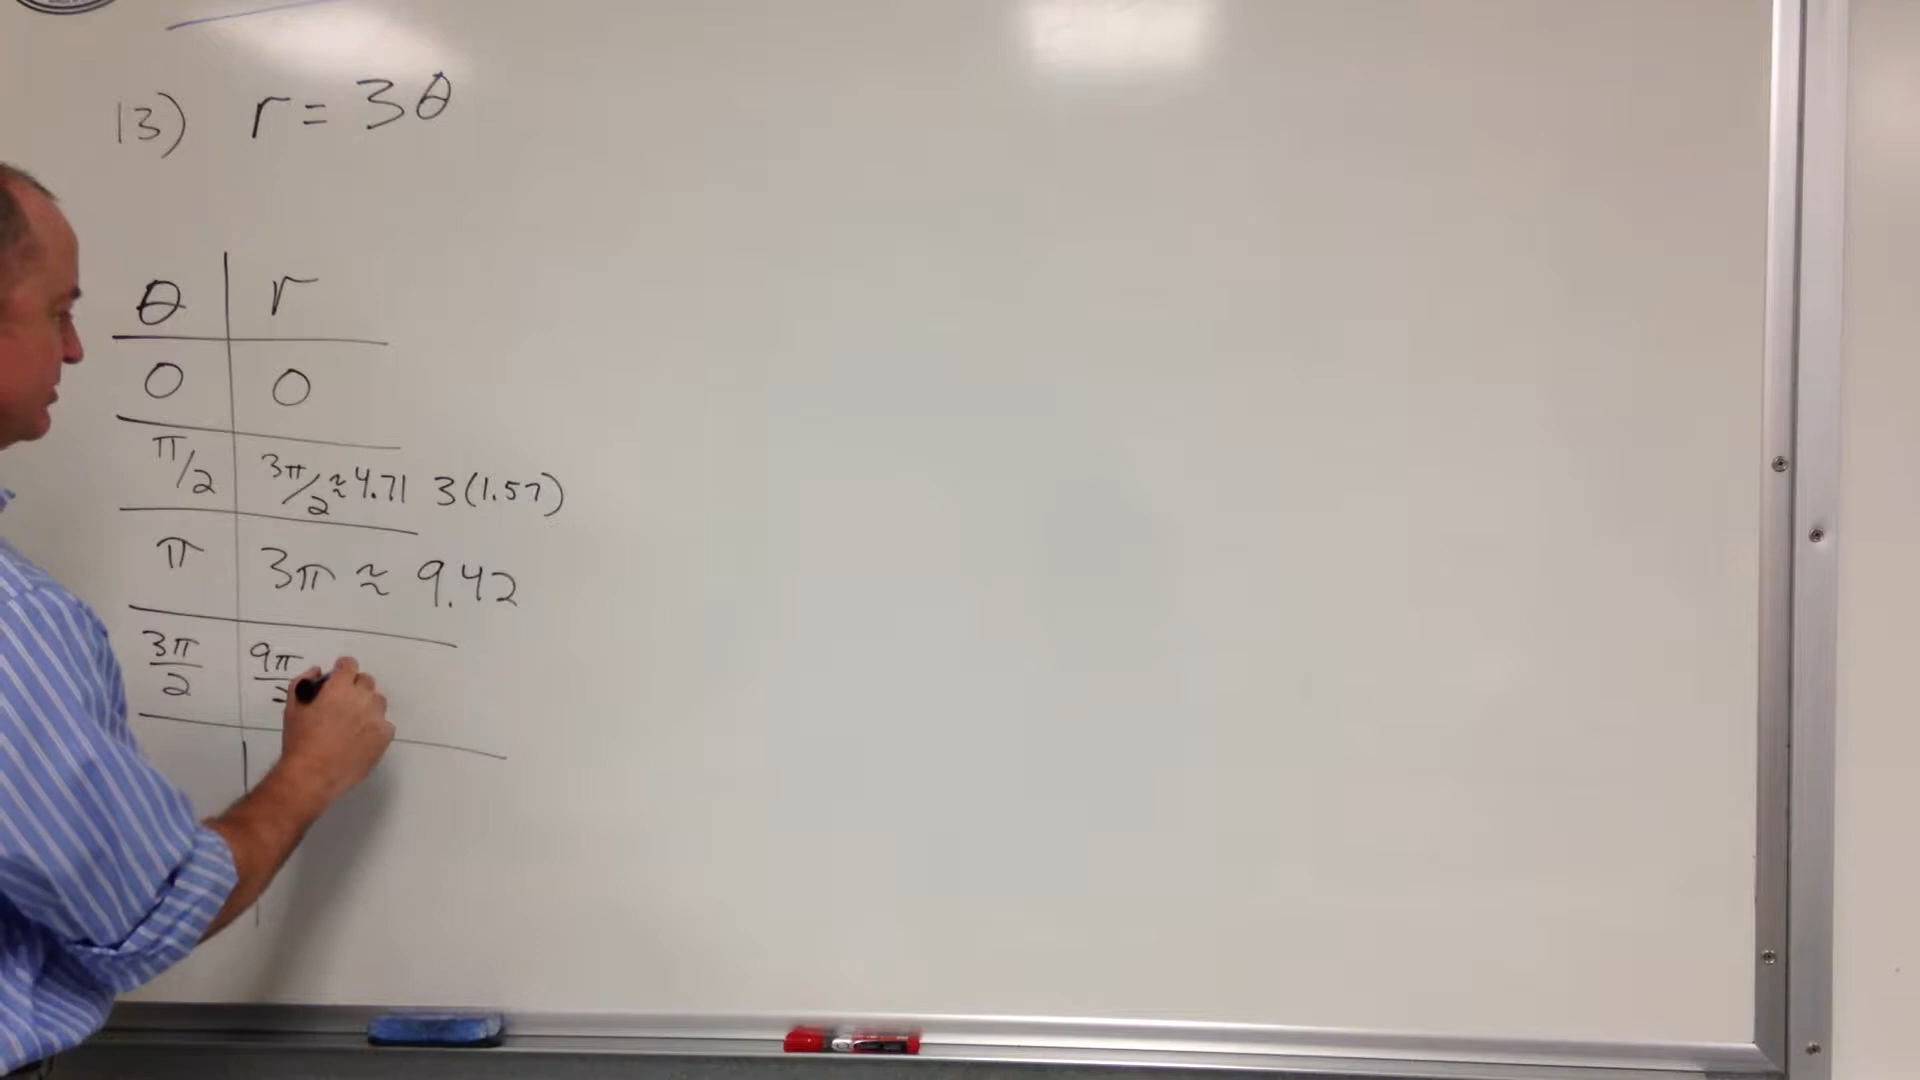 13) r = 3θ
θ r
0 0
π/2 3π/2 ≈ 4.71 3(1.57)
π 3π ≈ 9.42
3π/2 9π/2